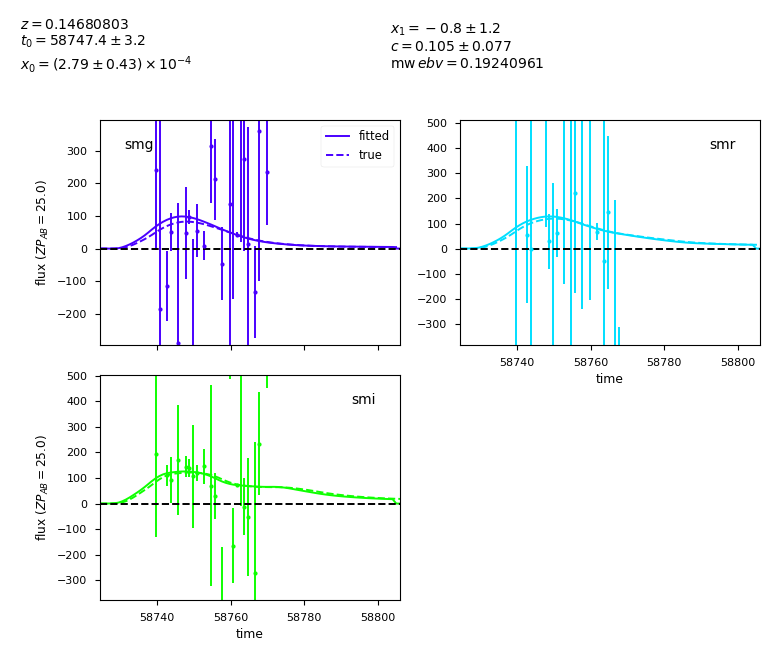 z = 0.14680803
t₀ = 58747.4 ± 3.2
x₀ = (2.79 ± 0.43) × 10⁻⁴
x₁ = −0.8 ± 1.2
c = 0.105 ± 0.077
mw ebv = 0.19240961
smg
fitted
true
300
200
100
0
−100
−200
flux (ZP_AB = 25.0)
smr
500
400
300
200
100
0
−100
−200
−300
58740 58760 58780 58800
time
smi
500
400
300
200
100
0
−100
−200
−300
flux (ZP_AB = 25.0)
58740 58760 58780 58800
time